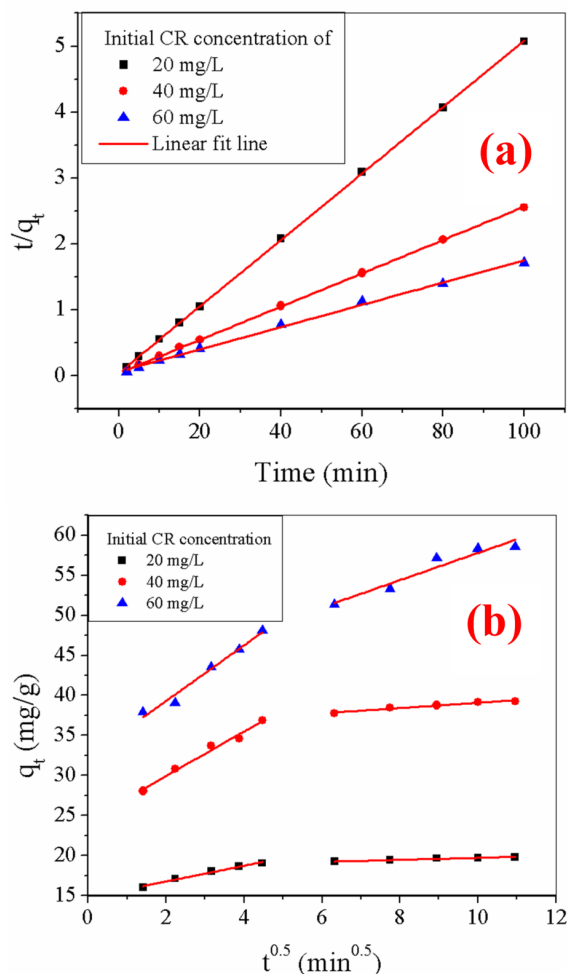 Initial CR concentration of
20 mg/L
40 mg/L
60 mg/L
Linear fit line
(a)
5
4
3
2
1
0
t/qt
0
20
40
60
80
100
Time (min)
Initial CR concentration
20 mg/L
40 mg/L
60 mg/L
(b)
60
55
50
45
40
35
30
25
20
15
qt (mg/g)
0
2
4
6
8
10
12
t^0.5 (min^0.5)